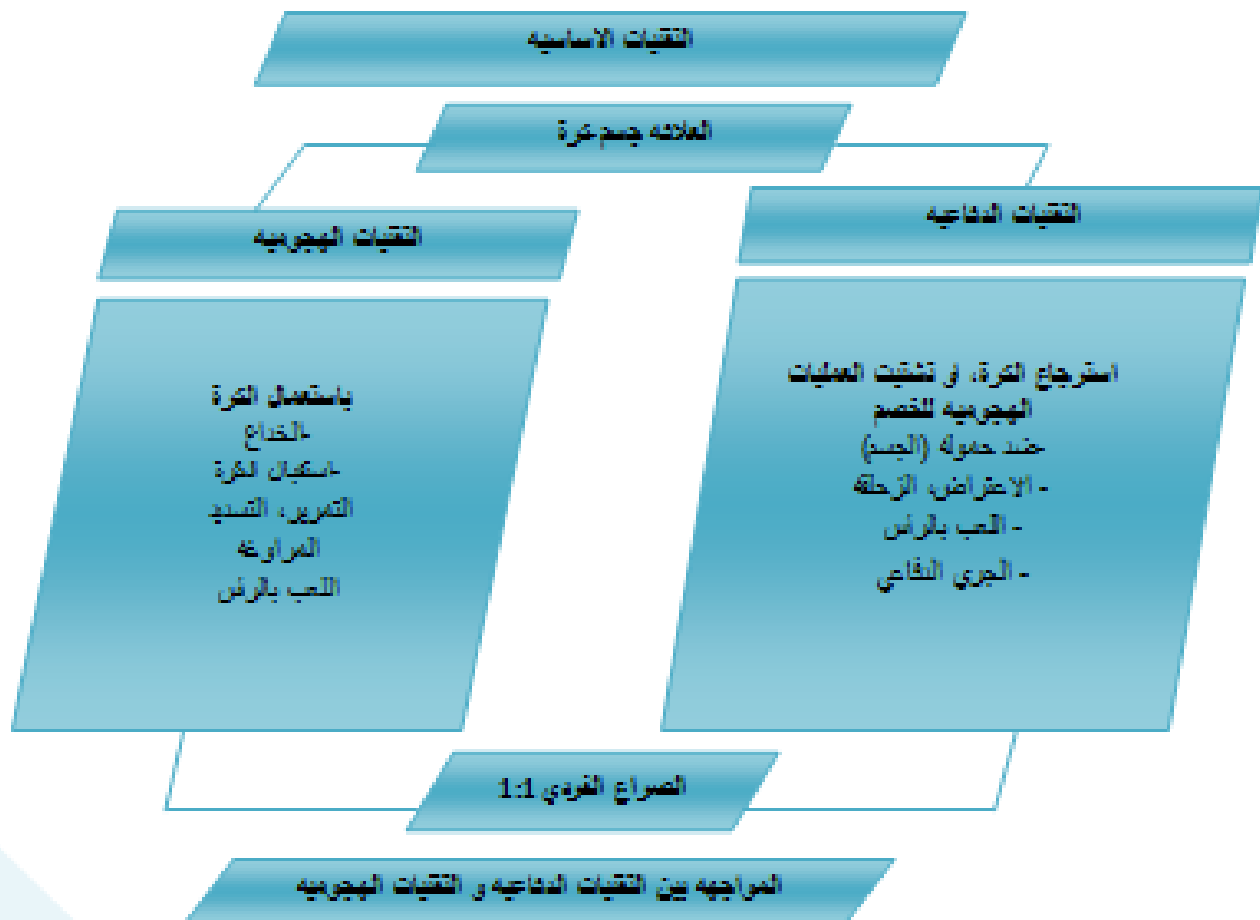 التقنيات الاساسيه
العلاقه جسم-كرة
التقنيات الدفاعيه
التقنيات الهجوميه
استرجاع الكرة، و تشتيت العمليات
الهجوميه للخصم
-ضد حمولة (الجسم)
- الاعتراض، الزحلقة
- اللعب بالرأس
- الجري الدفاعي
باستعمال الكرة
-الخداع
-استقبال الكرة
التمرير، التسديد
المراوغة
اللعب بالرأس
الصراع الفردي 1:1
المواجهه بين التقنيات الدفاعيه و التقنيات الهجوميه